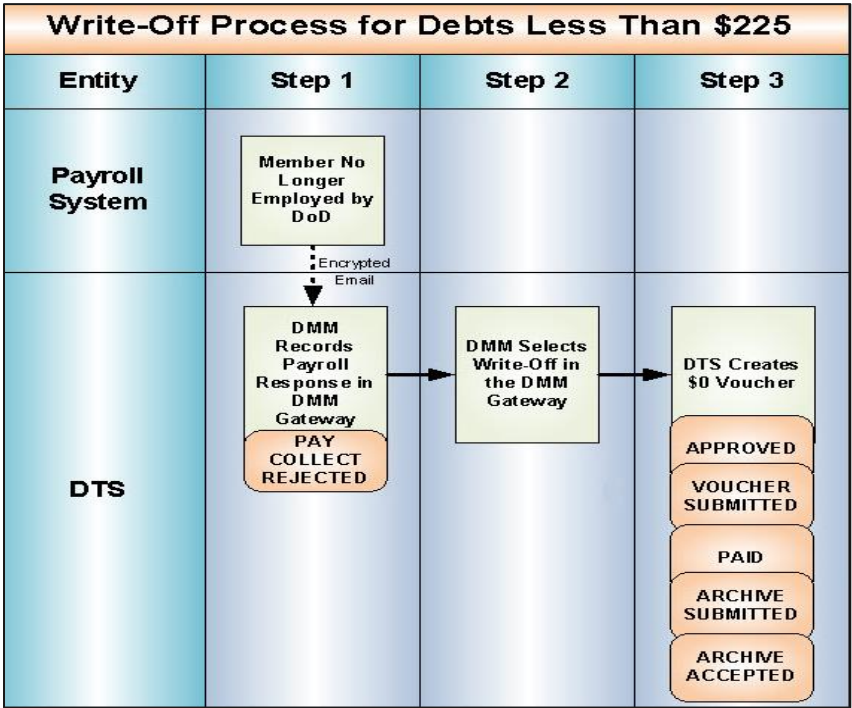 Write-Off Process for Debts Less Than $225
Entity
Step 1
Step 2
Step 3
Payroll
System
Member No
Longer
Employed by
DoD
Encrypted
Email
DTS
DMM
Records
Payroll
Response in
DMM
Gateway
PAY
COLLECT
REJECTED
DMM Selects
Write-Off in
the DMM
Gateway
DTS Creates
$0 Voucher
APPROVED
VOUCHER
SUBMITTED
PAID
ARCHIVE
SUBMITTED
ARCHIVE
ACCEPTED